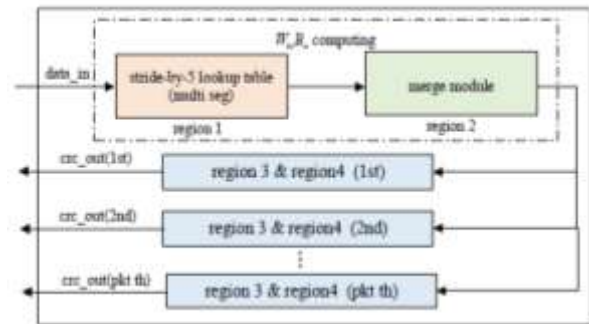 computing
data_in
stride-by-5 lookup table
(multi seg)
merge module
region 1
region 2
crc_out(1st)
region 3 & region4 (1st)
crc_out(2nd)
region 3 & region4 (2nd)
crc_out(pkt th)
region 3 & region4 (pkt th)